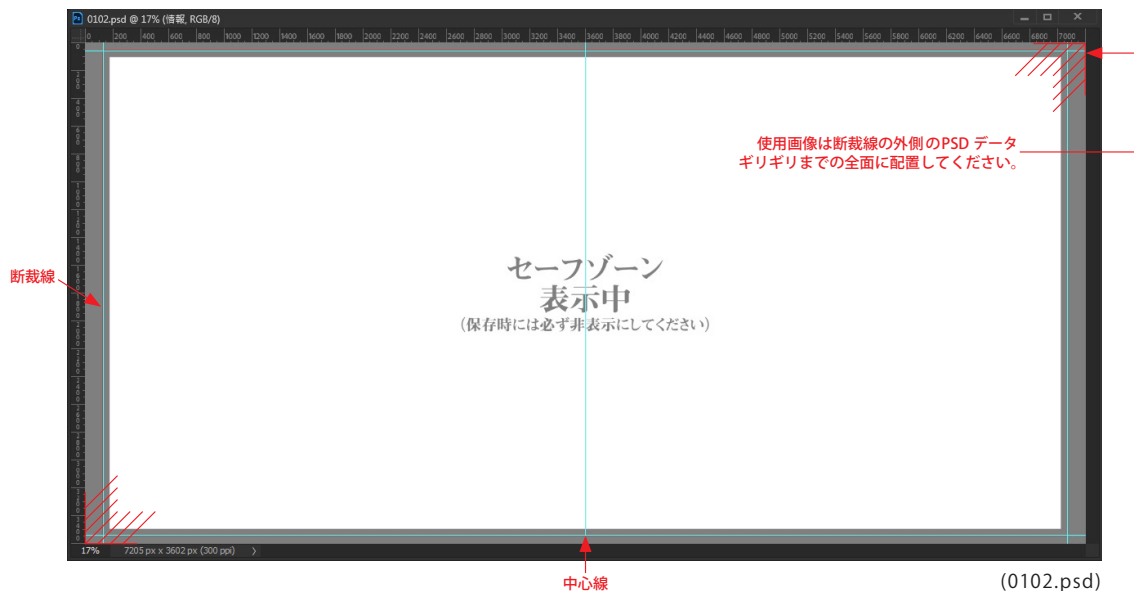 0102.psd @ 17% (情報, RGB/8)
0 200 400 600 800 1000 1200 1400 1600 1800 2000 2200 2400 2600 2800 3000 3200 3400 3600 3800 4000 4200 4400 4600 4800 5000 5200 5400 5600 5800 6000 6200 6400 6600 6800 7000
使用画像は断裁線の外側のPSD データ
ギリギリまでの全面に配置してください。
セーフゾーン
表示中
(保存時には必ず非表示にしてください)
断裁線
17% 7205 px x 3602 px (300 ppi)
中心線
(0102.psd)